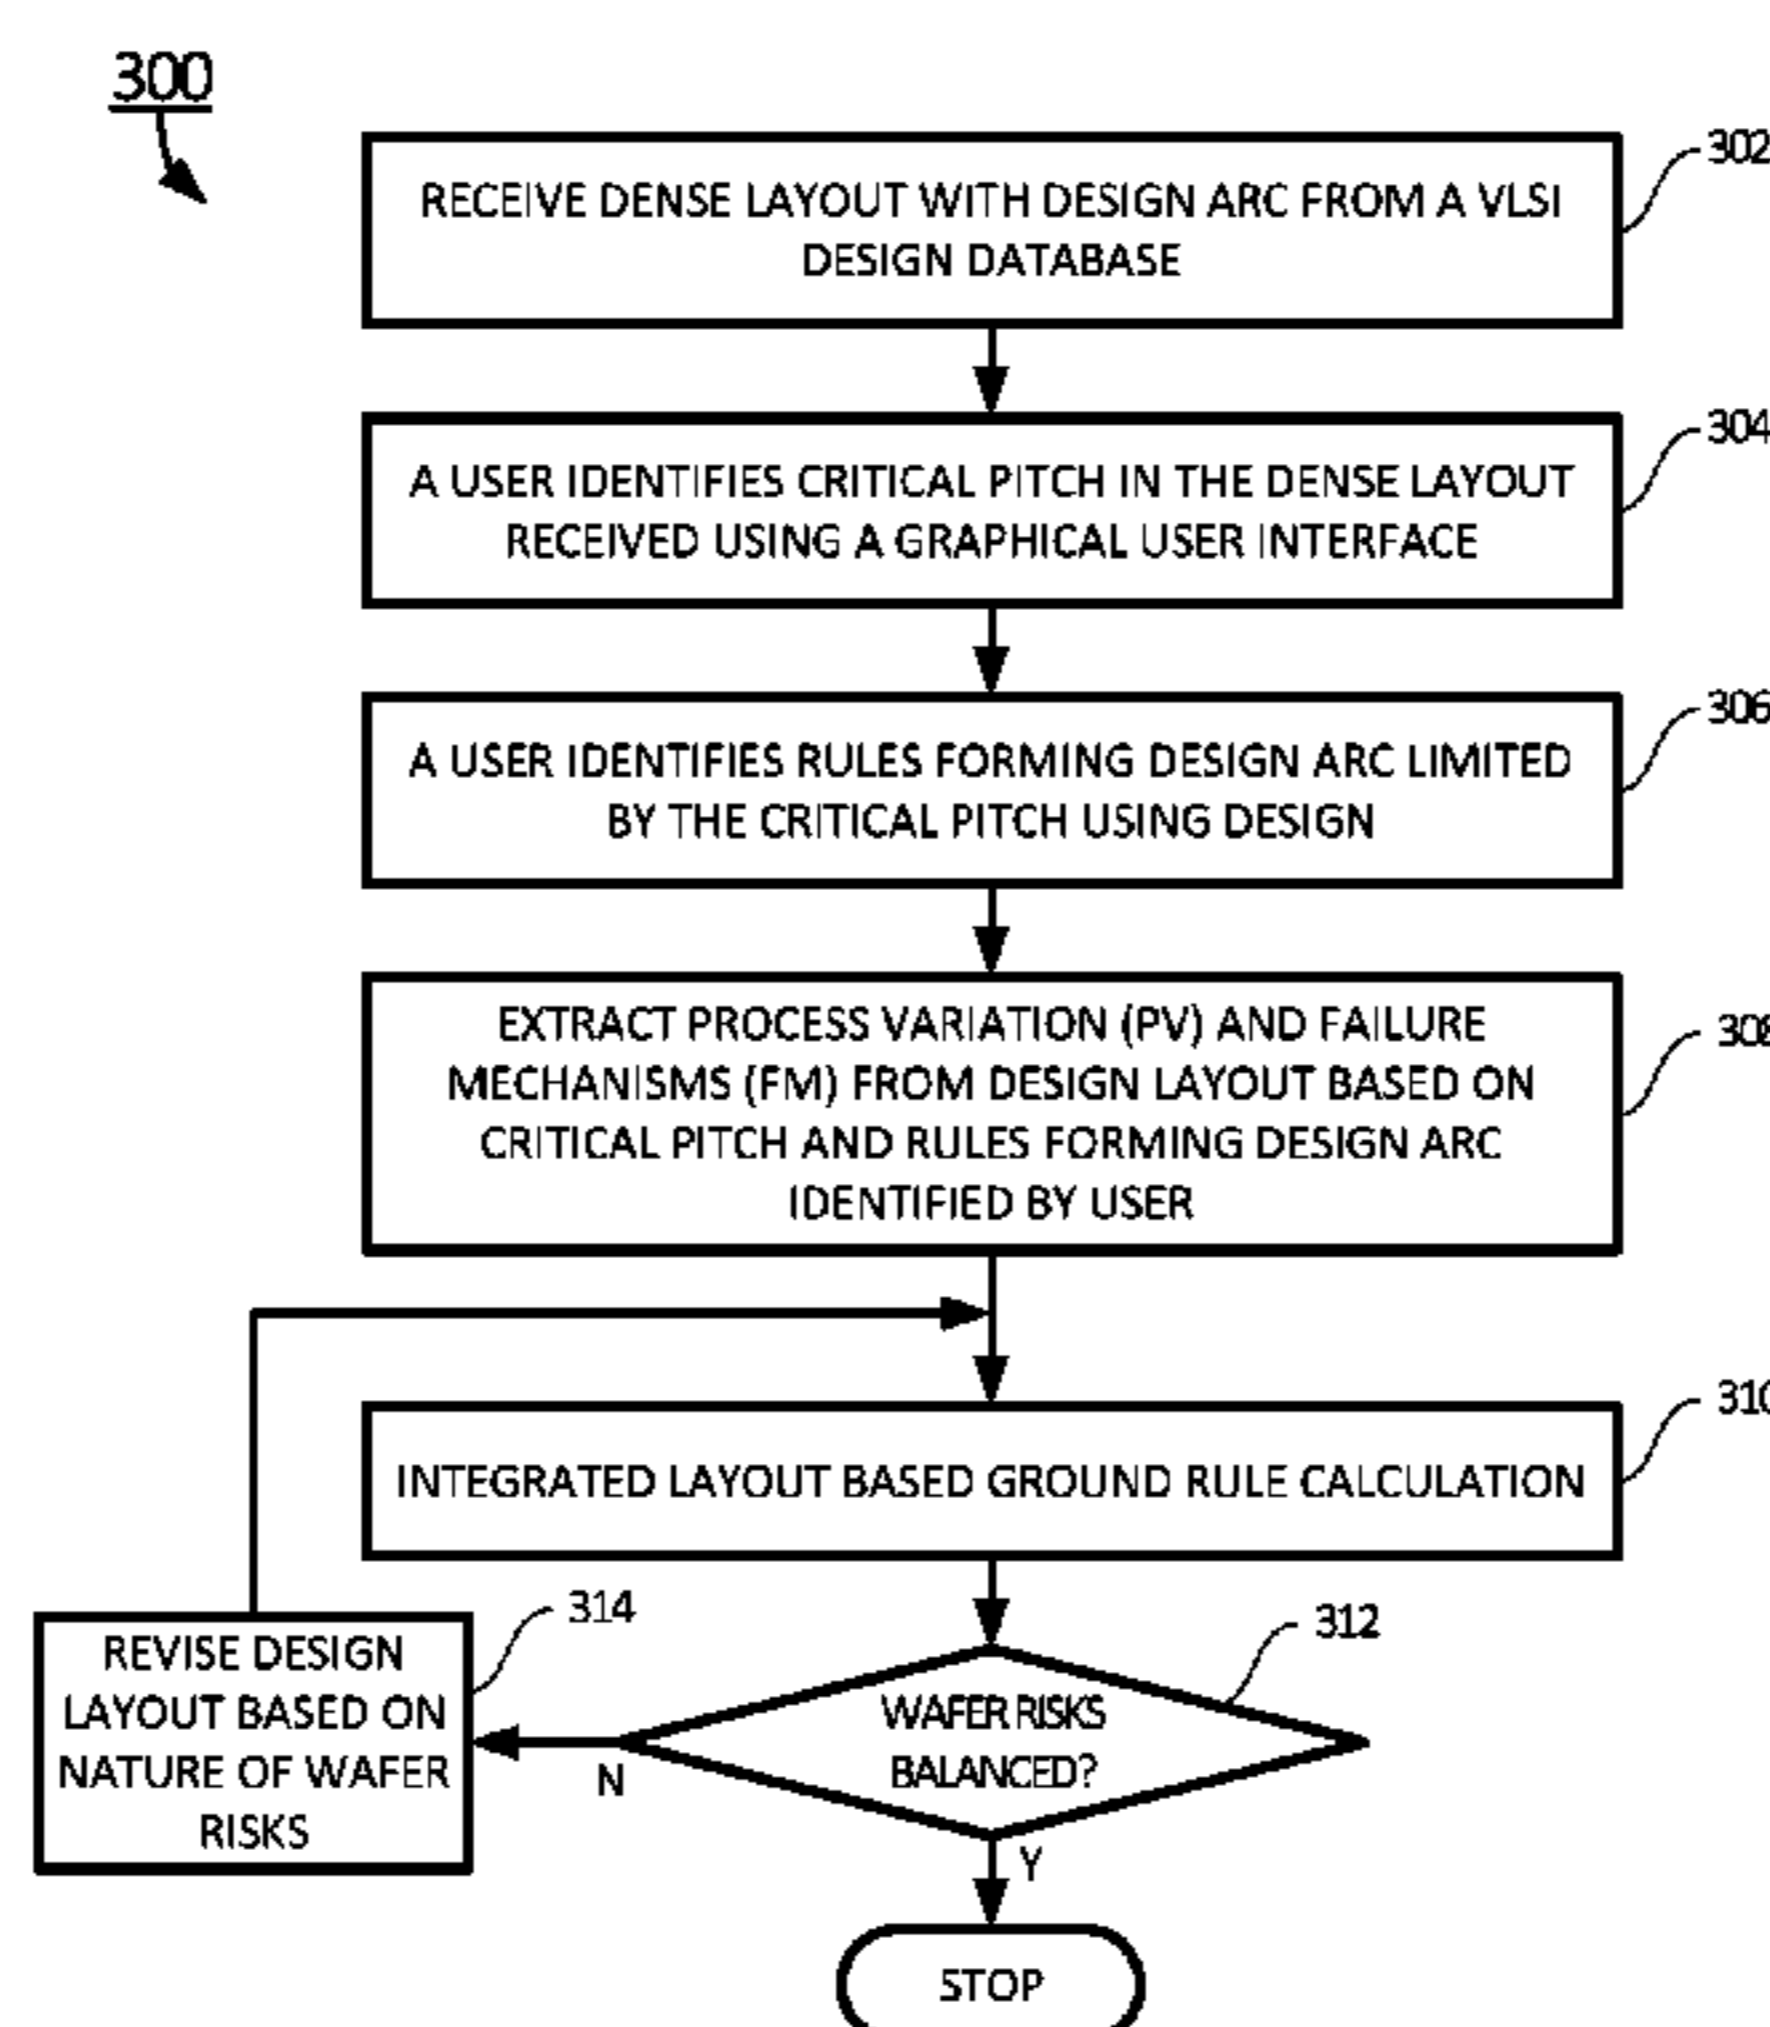 300
302
RECEIVE DENSE LAYOUT WITH DESIGN ARC FROM A VLSI
DESIGN DATABASE
304
A USER IDENTIFIES CRITICAL PITCH IN THE DENSE LAYOUT
RECEIVED USING A GRAPHICAL USER INTERFACE
306
A USER IDENTIFIES RULES FORMING DESIGN ARC LIMITED
BY THE CRITICAL PITCH USING DESIGN
308
EXTRACT PROCESS VARIATION (PV) AND FAILURE
MECHANISMS (FM) FROM DESIGN LAYOUT BASED ON
CRITICAL PITCH AND RULES FORMING DESIGN ARC
IDENTIFIED BY USER
310
INTEGRATED LAYOUT BASED GROUND RULE CALCULATION
314
312
REVISE DESIGN
LAYOUT BASED ON
NATURE OF WAFER
RISKS
WAFER RISKS
BALANCED?
N
Y
STOP